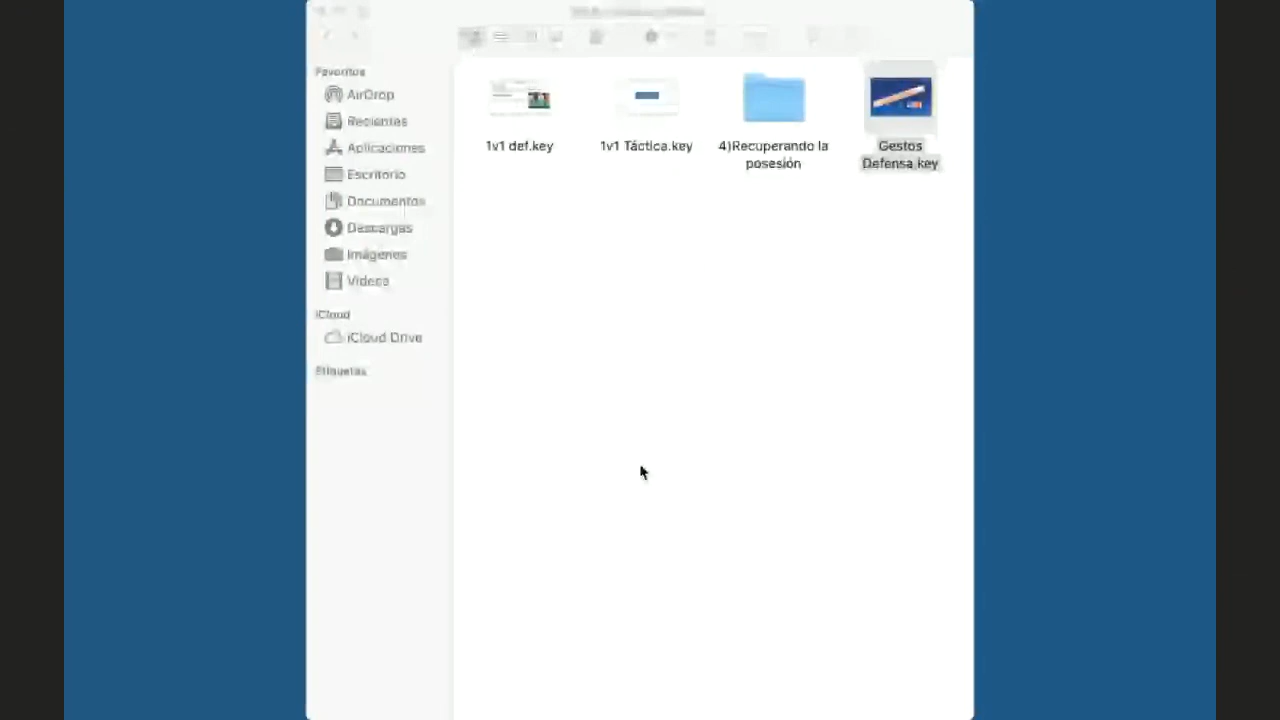 Favoritos
AirDrop
Recientes
Aplicaciones
Escritorio
Documentos
Descargas
Imágenes
Vídeos
iCloud
iCloud Drive
Etiquetas
1v1 def.key
1v1 Táctica.key
4)Recuperando la
posesión
Gestos
Defensa.key